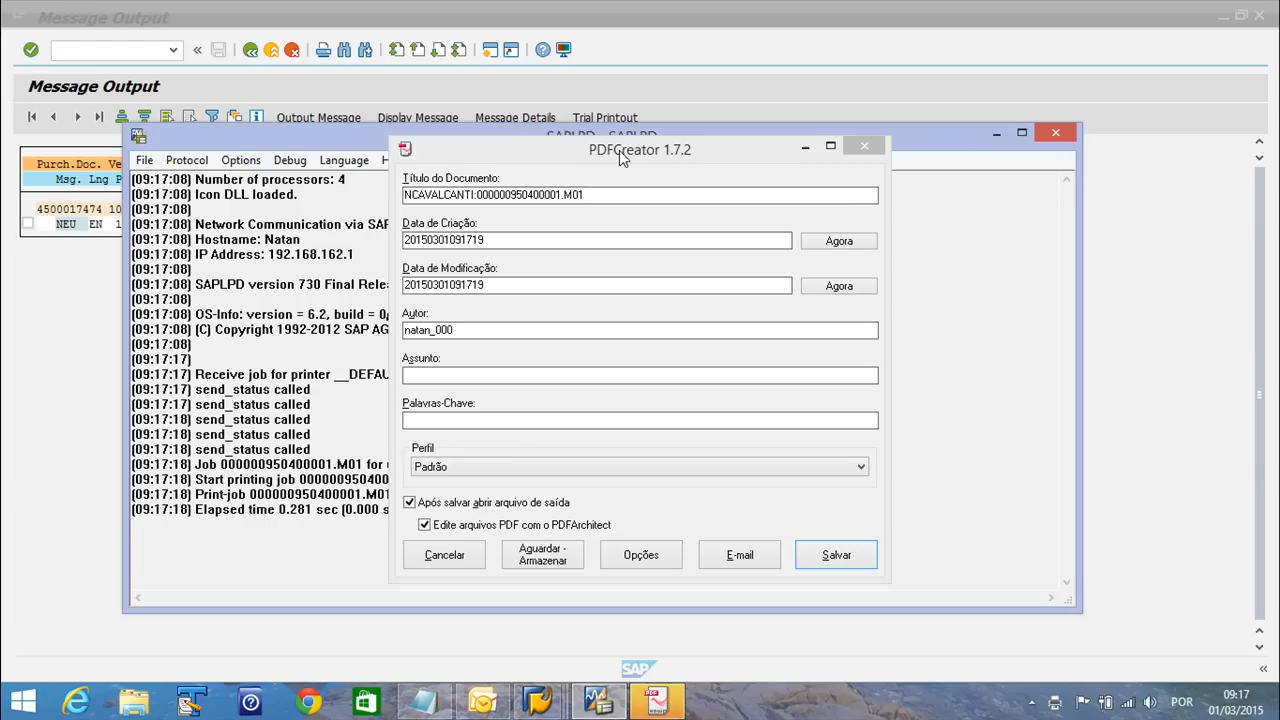 Message Output
Message Output
Output Message Display Message Message Details Trial Printout
Purch.Doc. Ve
Msg. Lng P
4500017474 10
NEU EN 1
SAPLPD - SAPLPD
File Protocol Options Debug Language H
[09:17:08] Number of processors: 4
[09:17:08] Icon DLL loaded.
[09:17:08]
[09:17:08] Network Communication via SAP
[09:17:08] Hostname: Natan
[09:17:08] IP Address: 192.168.162.1
[09:17:08]
[09:17:08] SAPLPD version 730 Final Rele
[09:17:08]
[09:17:08] OS-Info: version = 6.2, build = 0
[09:17:08] (C) Copyright 1992-2012 SAP AG
[09:17:08]
[09:17:17]
[09:17:17] Receive job for printer __DEFAU
[09:17:17] send_status called
[09:17:17] send_status called
[09:17:18] send_status called
[09:17:18] send_status called
[09:17:18] send_status called
[09:17:18] Job 000000950400001.M01 for
[09:17:18] Start printing job 000000950400
[09:17:18] Print-job 000000950400001.M01
[09:17:18] Elapsed time 0.281 sec (0.000 s
PDFCreator 1.7.2
Título do Documento:
NCAVALCANTI:000000950400001.M01
Data de Criação:
20150301091719 Agora
Data de Modificação:
20150301091719 Agora
Autor:
natan_000
Assunto:
Palavras-Chave:
Perfil
Padrão
Após salvar abrir arquivo de saída
Edite arquivos PDF com o PDFArchitect
Cancelar Aguardar - Armazenar Opções E-mail Salvar
SAP
PDF
POR
09:17
01/03/2015